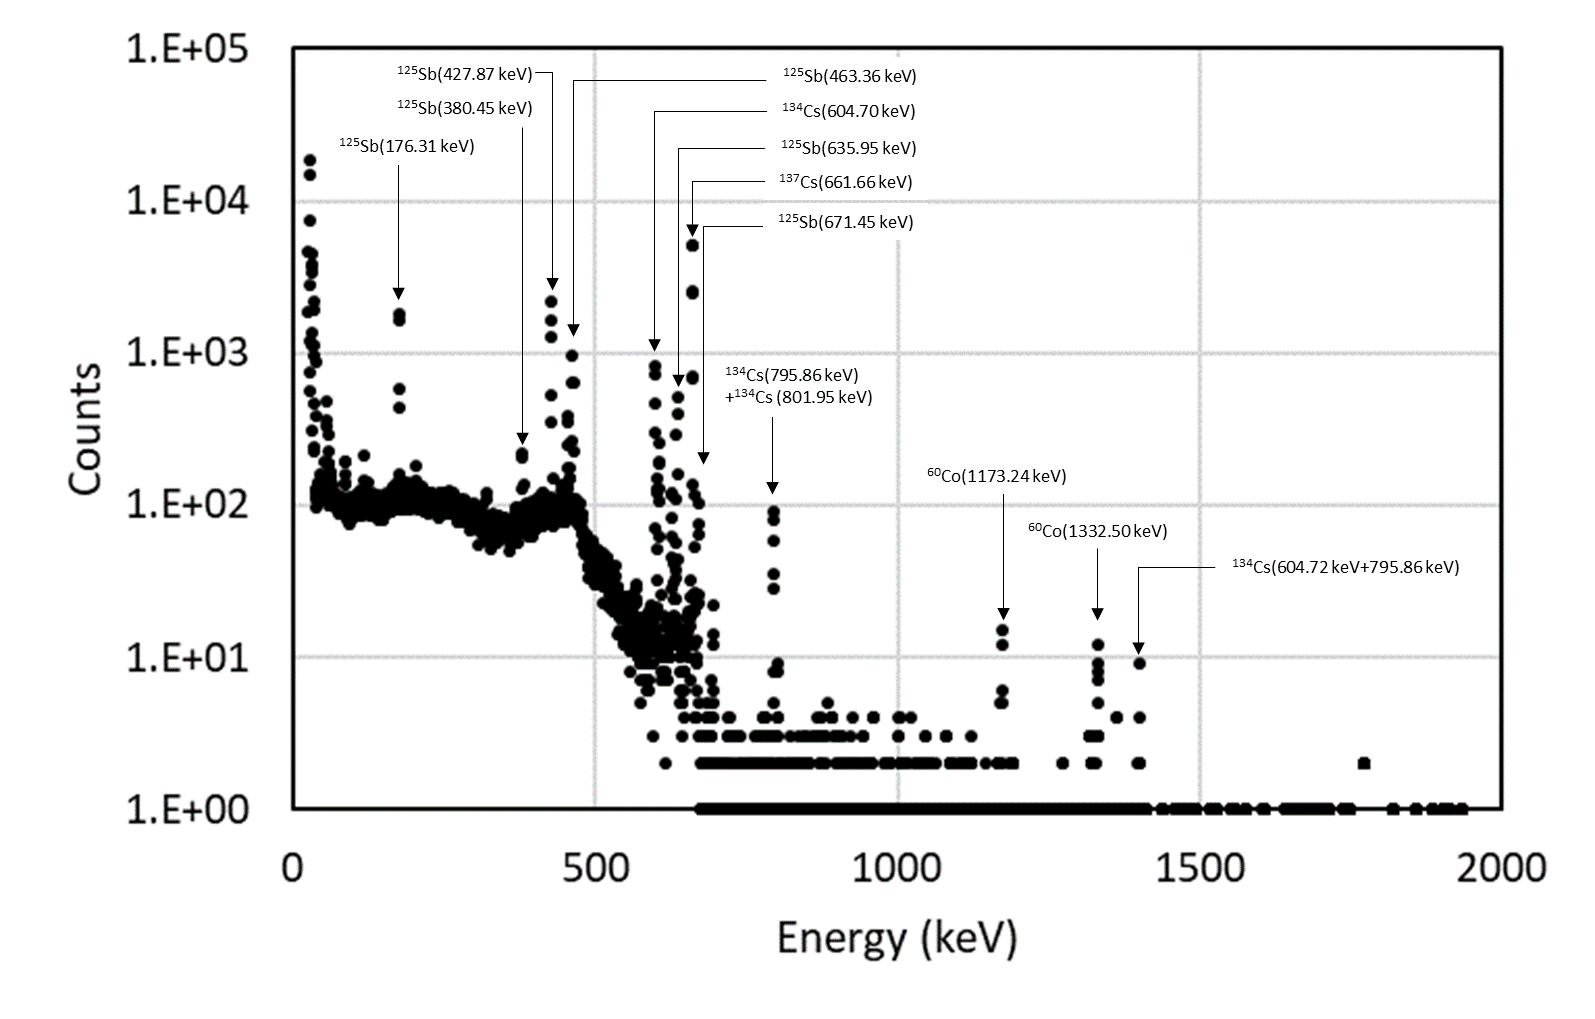 1.E+05
1.E+04
1.E+03
1.E+02
1.E+01
1.E+00
Counts
¹²⁵Sb(427.87 keV)
¹²⁵Sb(380.45 keV)
¹²⁵Sb(176.31 keV)
¹²⁵Sb(463.36 keV)
¹³⁴Cs(604.70 keV)
¹²⁵Sb(635.95 keV)
¹³⁷Cs(661.66 keV)
¹²⁵Sb(671.45 keV)
¹³⁴Cs(795.86 keV)
+¹³⁴Cs (801.95 keV)
⁶⁰Co(1173.24 keV)
⁶⁰Co(1332.50 keV)
¹³⁴Cs(604.72 keV+795.86 keV)
0 500 1000 1500 2000
Energy (keV)